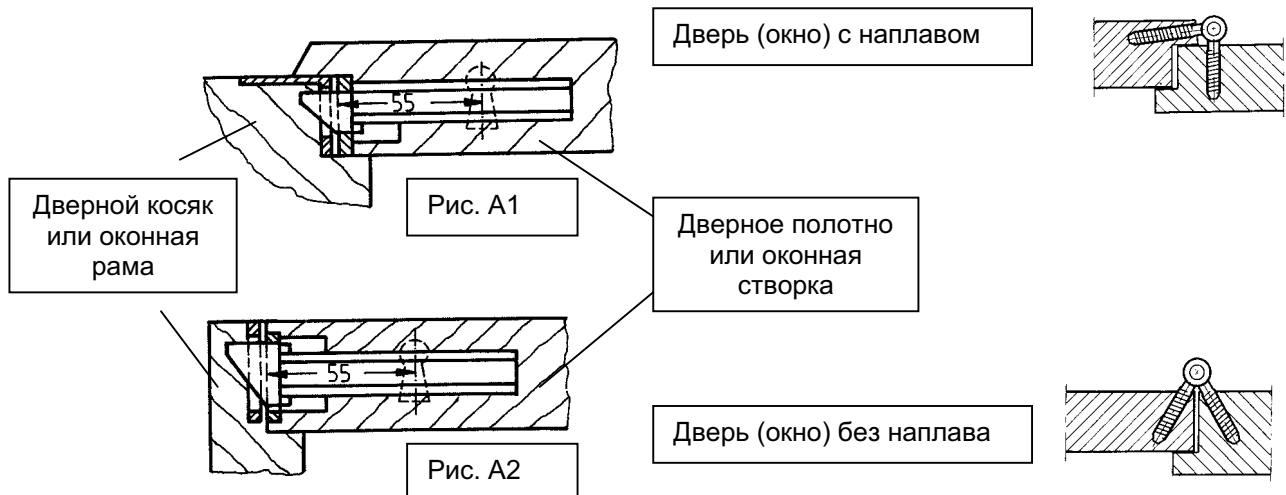 Дверь (окно) с наплавом
55
Рис. А1
Дверной косяк
или оконная
рама
Дверное полотно
или оконная
створка
55
Дверь (окно) без наплава
Рис. А2